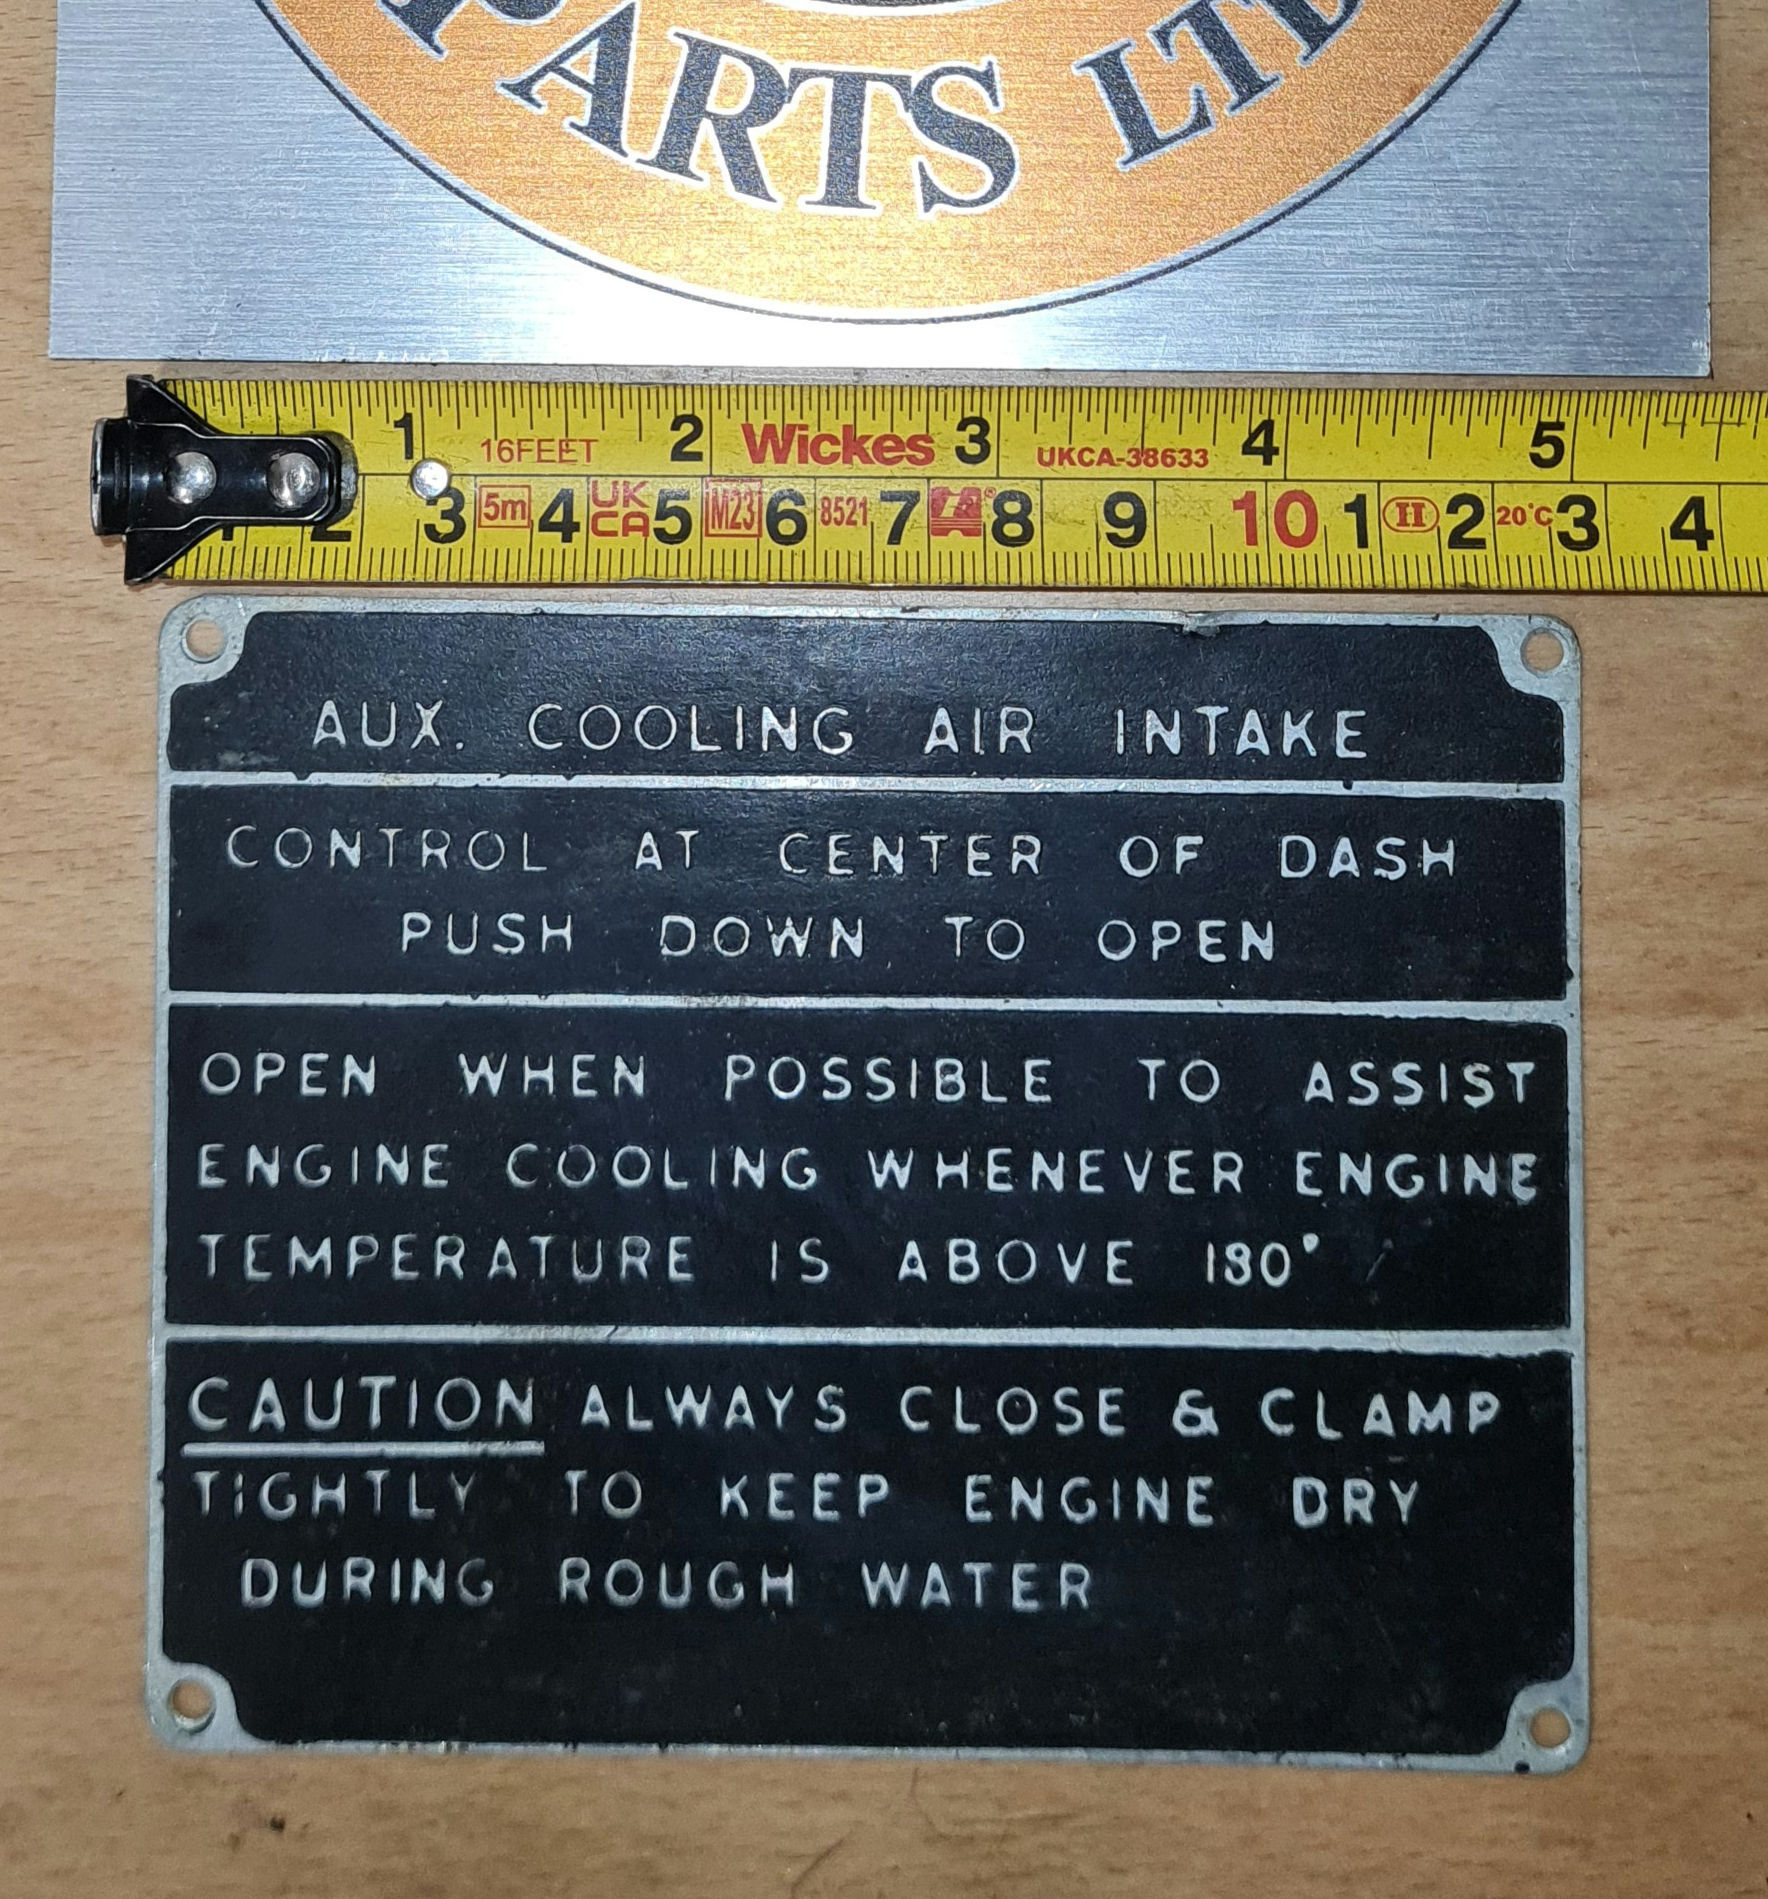 PARTS LTD
1 16FEET 2 Wickes 3 UKCA-38633 4 5
1 2 3 5m 4 UK CA 5 M23 6 8521 7 8 9 10 1 II 2 20°C 3 4
AUX. COOLING AIR INTAKE
CONTROL AT CENTER OF DASH
PUSH DOWN TO OPEN
OPEN WHEN POSSIBLE TO ASSIST
ENGINE COOLING WHENEVER ENGINE
TEMPERATURE IS ABOVE 180°
CAUTION ALWAYS CLOSE & CLAMP
TIGHTLY TO KEEP ENGINE DRY
DURING ROUGH WATER